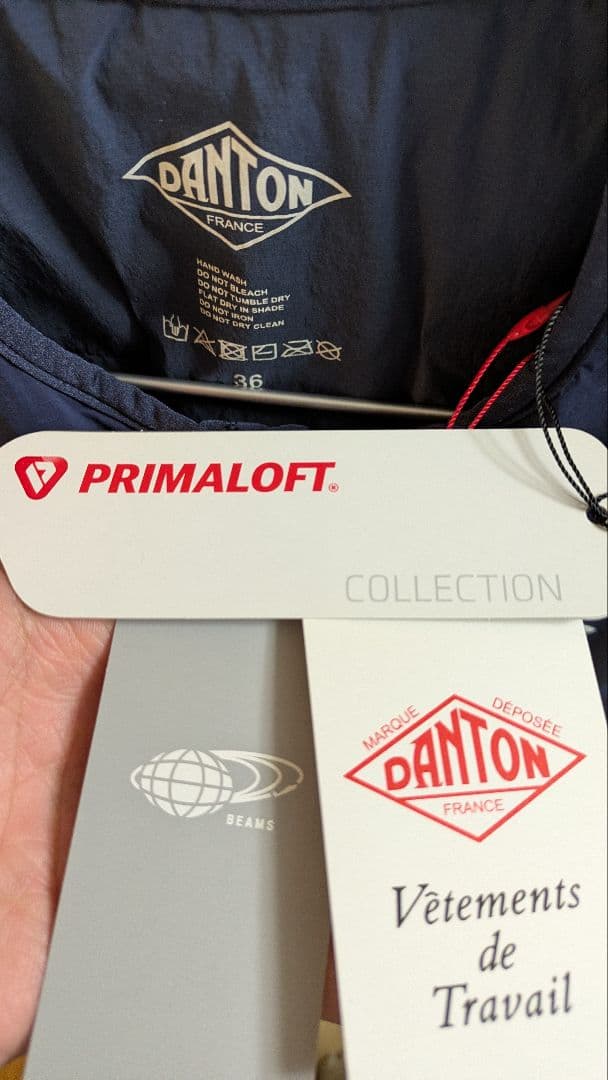 DANTON
FRANCE
HAND WASH
DO NOT BLEACH
DO NOT TUMBLE DRY
FLAT DRY IN SHADE
DO NOT IRON
DO NOT DRY CLEAN
36
PRIMALOFT®
COLLECTION
BEAMS
MARQUE DÉPOSÉE
DANTON
FRANCE
Vêtements
de
Travail